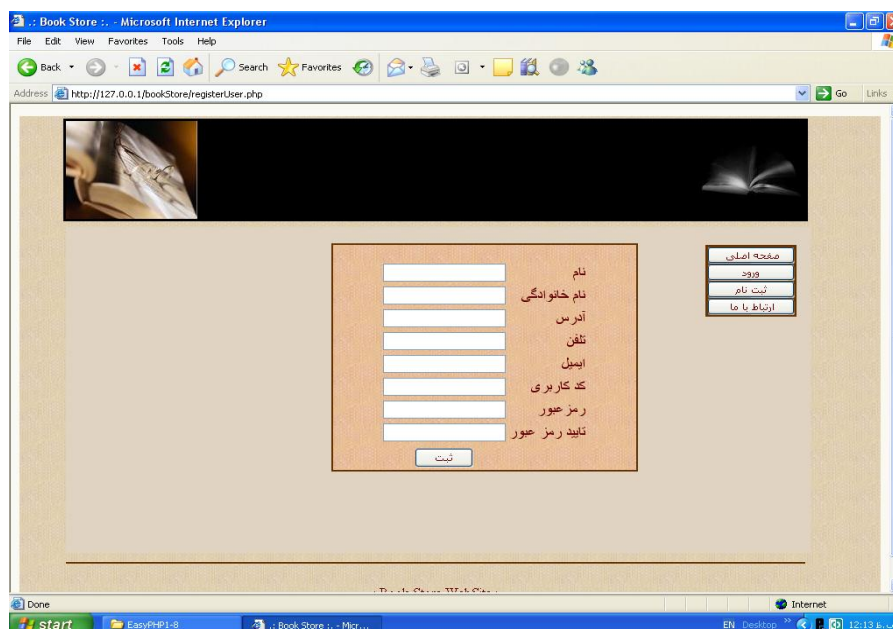 .: Book Store :. - Microsoft Internet Explorer
File Edit View Favorites Tools Help
Back Search Favorites
Address http://127.0.0.1/bookStore/registerUser.php Go Links
صفحه اصلی
ورود
ثبت نام
ارتباط با ما
نام
نام خانوادگی
آدرس
تلفن
ایمیل
کد کاربری
رمز عبور
تایید رمز عبور
ثبت
Done Internet
start EasyPHP1-8 .: Book Store :. - Micr... EN Desktop 12:13